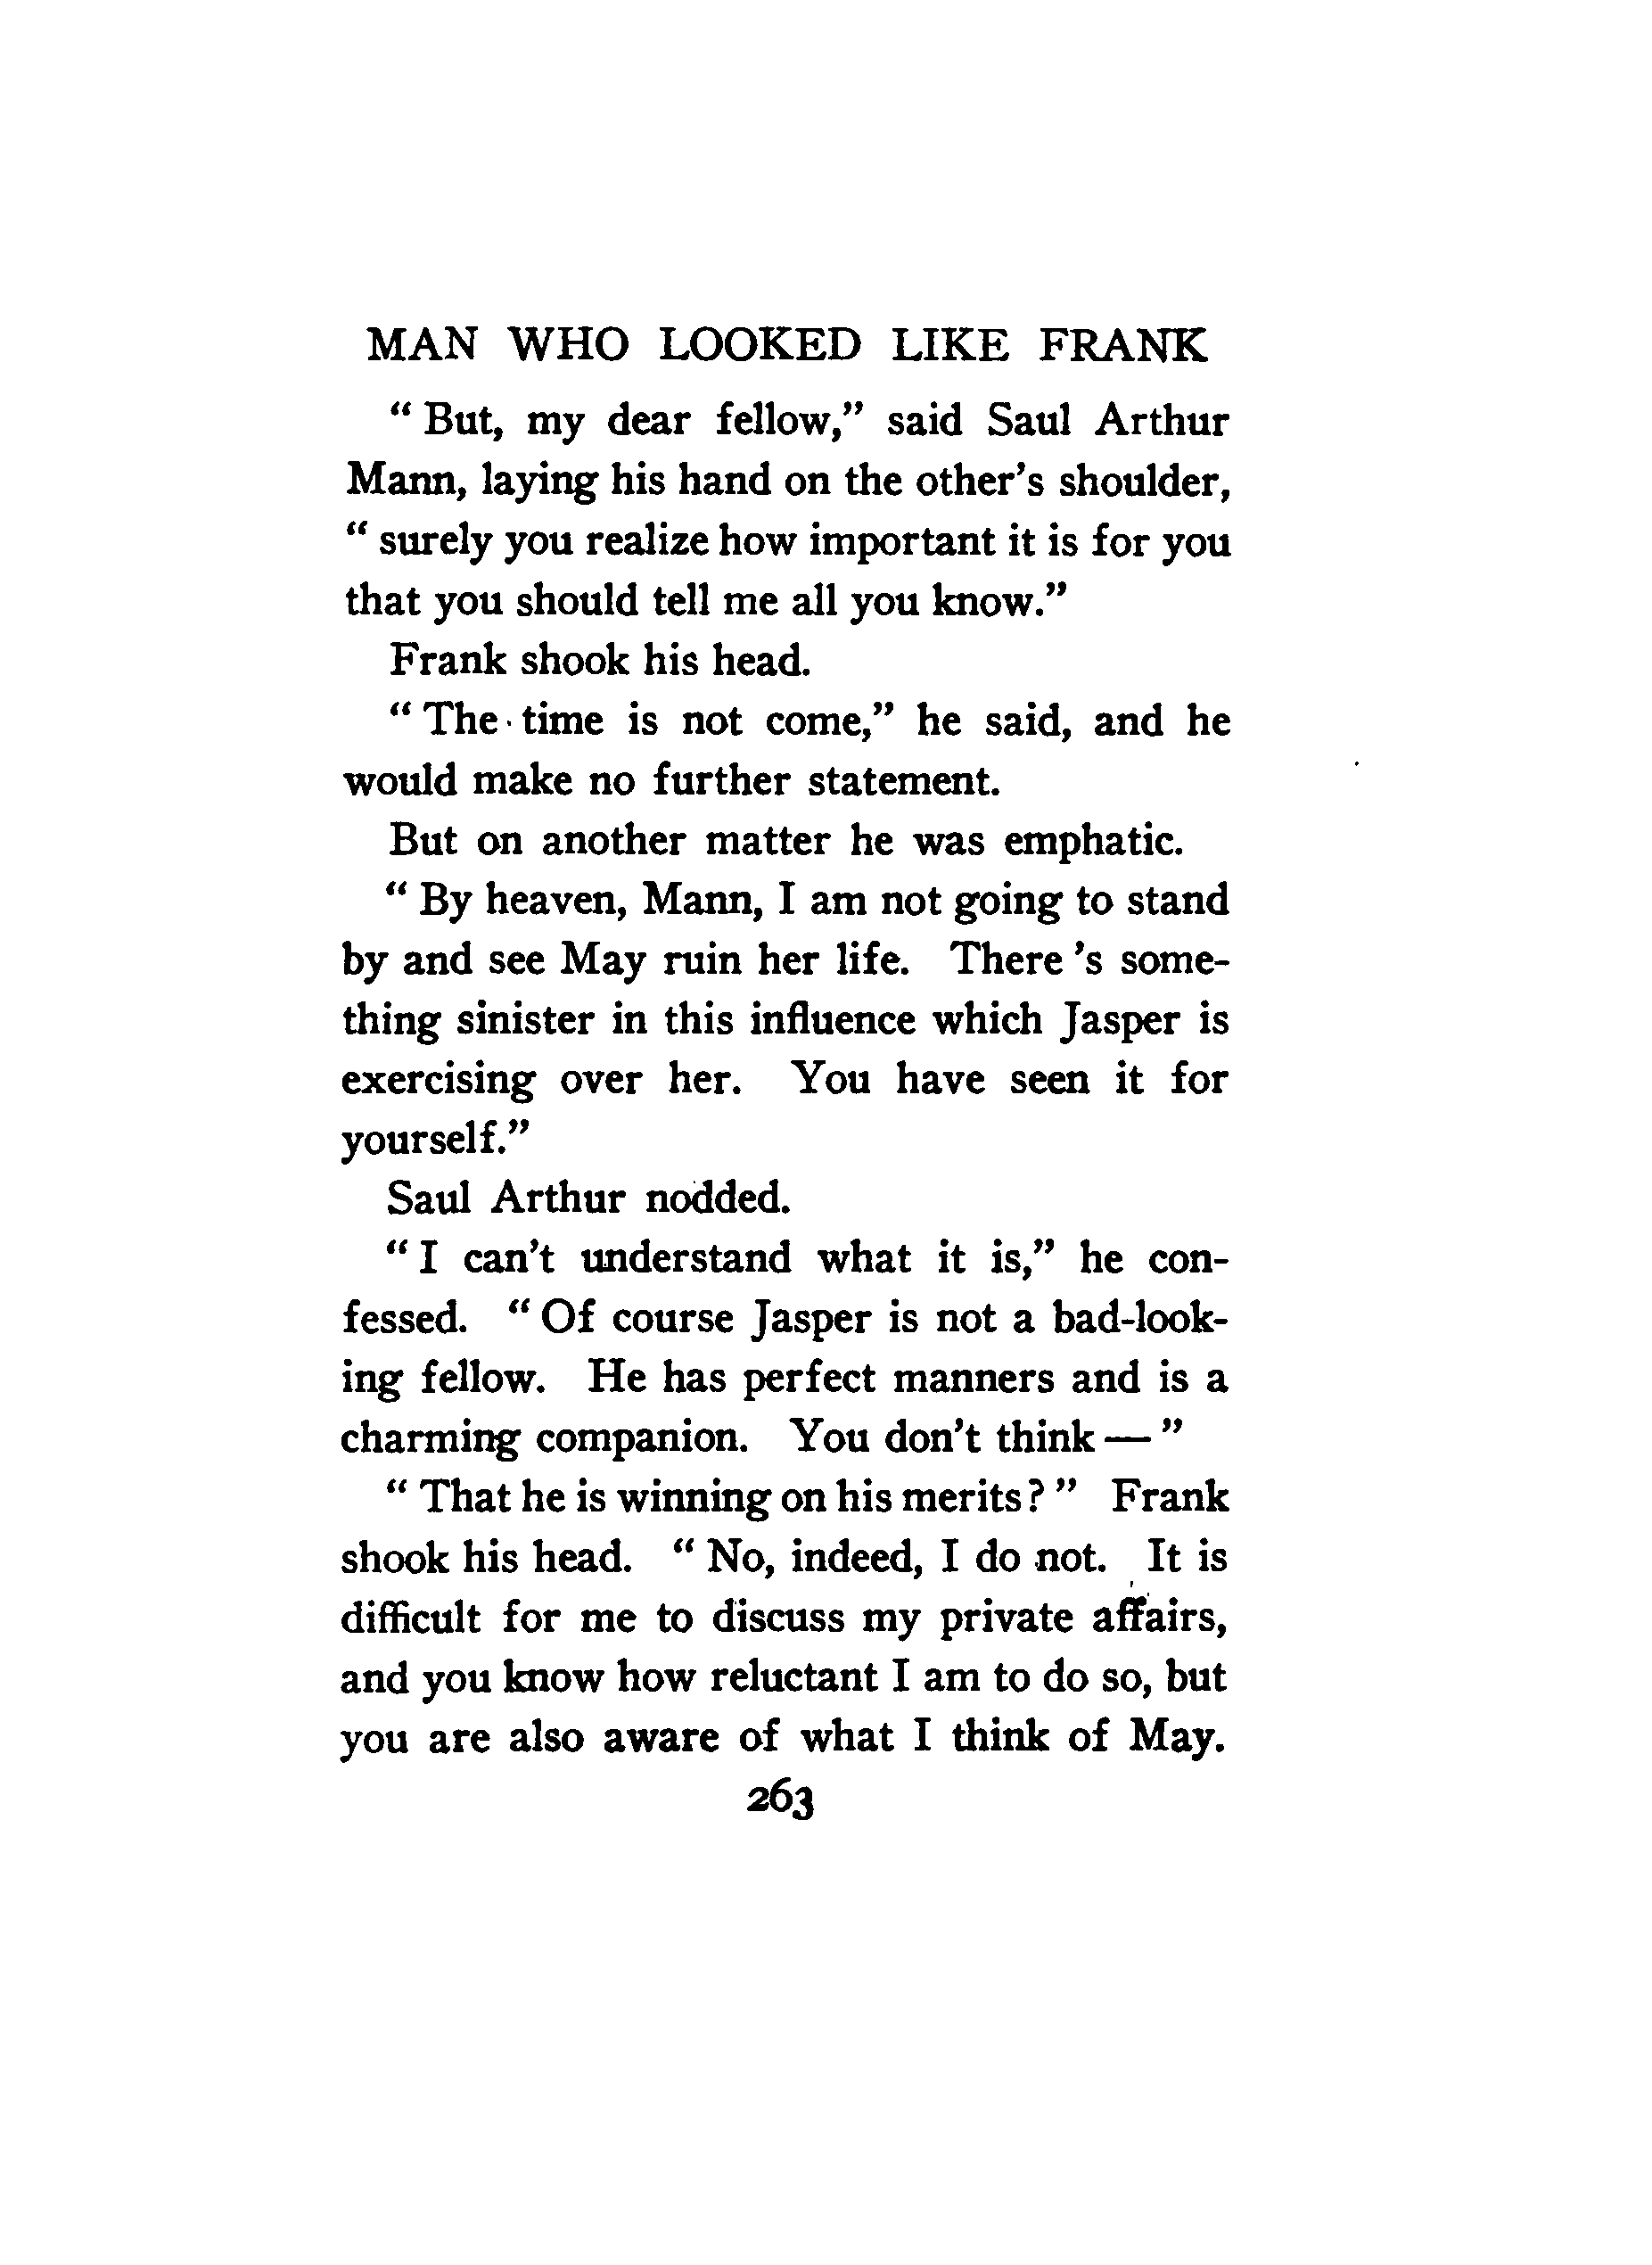 MAN WHO LOOKED LIKE FRANK
" But, my dear fellow," said Saul Arthur
Mann, laying his hand on the other's shoulder,
" surely you realize how important it is for you
that you should tell me all you know."
Frank shook his head.
" The time is not come," he said, and he
would make no further statement.
But on another matter he was emphatic.
" By heaven, Mann, I am not going to stand
by and see May ruin her life. There 's some-
thing sinister in this influence which Jasper is
exercising over her. You have seen it for
yourself."
Saul Arthur nodded.
" I can't understand what it is," he con-
fessed. " Of course Jasper is not a bad-look-
ing fellow. He has perfect manners and is a
charming companion. You don't think — "
" That he is winning on his merits? " Frank
shook his head. " No, indeed, I do not. It is
difficult for me to discuss my private affairs,
and you know how reluctant I am to do so, but
you are also aware of what I think of May.
263